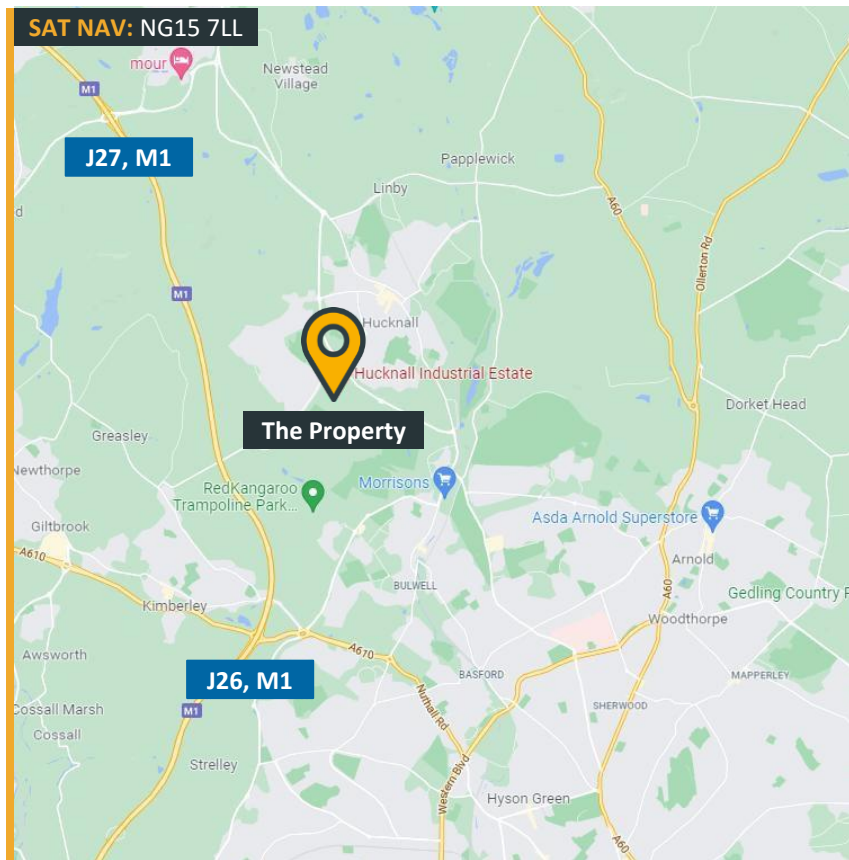 SAT NAV: NG15 7LL
mour
Newstead
Village
M1
J27, M1
Papplewick
Linby
d
A60
Ollerton Rd
M1
Hucknall
Hucknall Industrial Estate
The Property
Dorket Head
Greasley
Newthorpe
RedKangaroo
Trampoline Park...
Morrisons
Giltbrook
Asda Arnold Superstore
A610
Arnold
BULWELL
A60
Gedling Country P
Kimberley
Woodthorpe
A610
Awsworth
J26, M1
BASFORD
MAPPERLEY
Nuthall Rd
SHERWOOD
Cossall Marsh
M1
Cossall
Strelley
Western Blvd
Hyson Green
A60